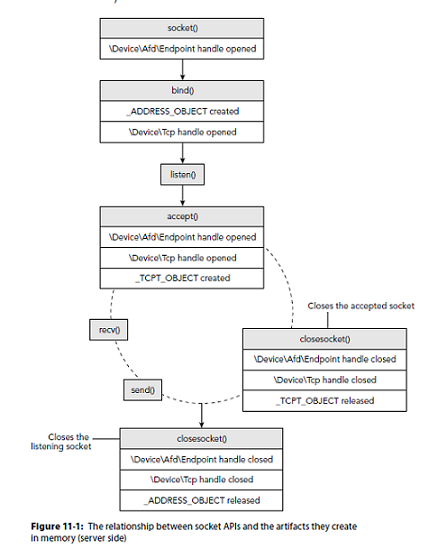 socket()
\Device\Afd\Endpoint handle opened
bind()
_ADDRESS_OBJECT created
\Device\Tcp handle opened
listen()
accept()
\Device\Afd\Endpoint handle opened
\Device\Tcp handle opened
_TCPT_OBJECT created
Closes the accepted socket
recv()
closesocket()
\Device\Afd\Endpoint handle closed
\Device\Tcp handle closed
_TCPT_OBJECT released
send()
Closes the
listening socket
closesocket()
\Device\Afd\Endpoint handle closed
\Device\Tcp handle closed
_ADDRESS_OBJECT released
Figure 11-1: The relationship between socket APIs and the artifacts they create
in memory (server side)